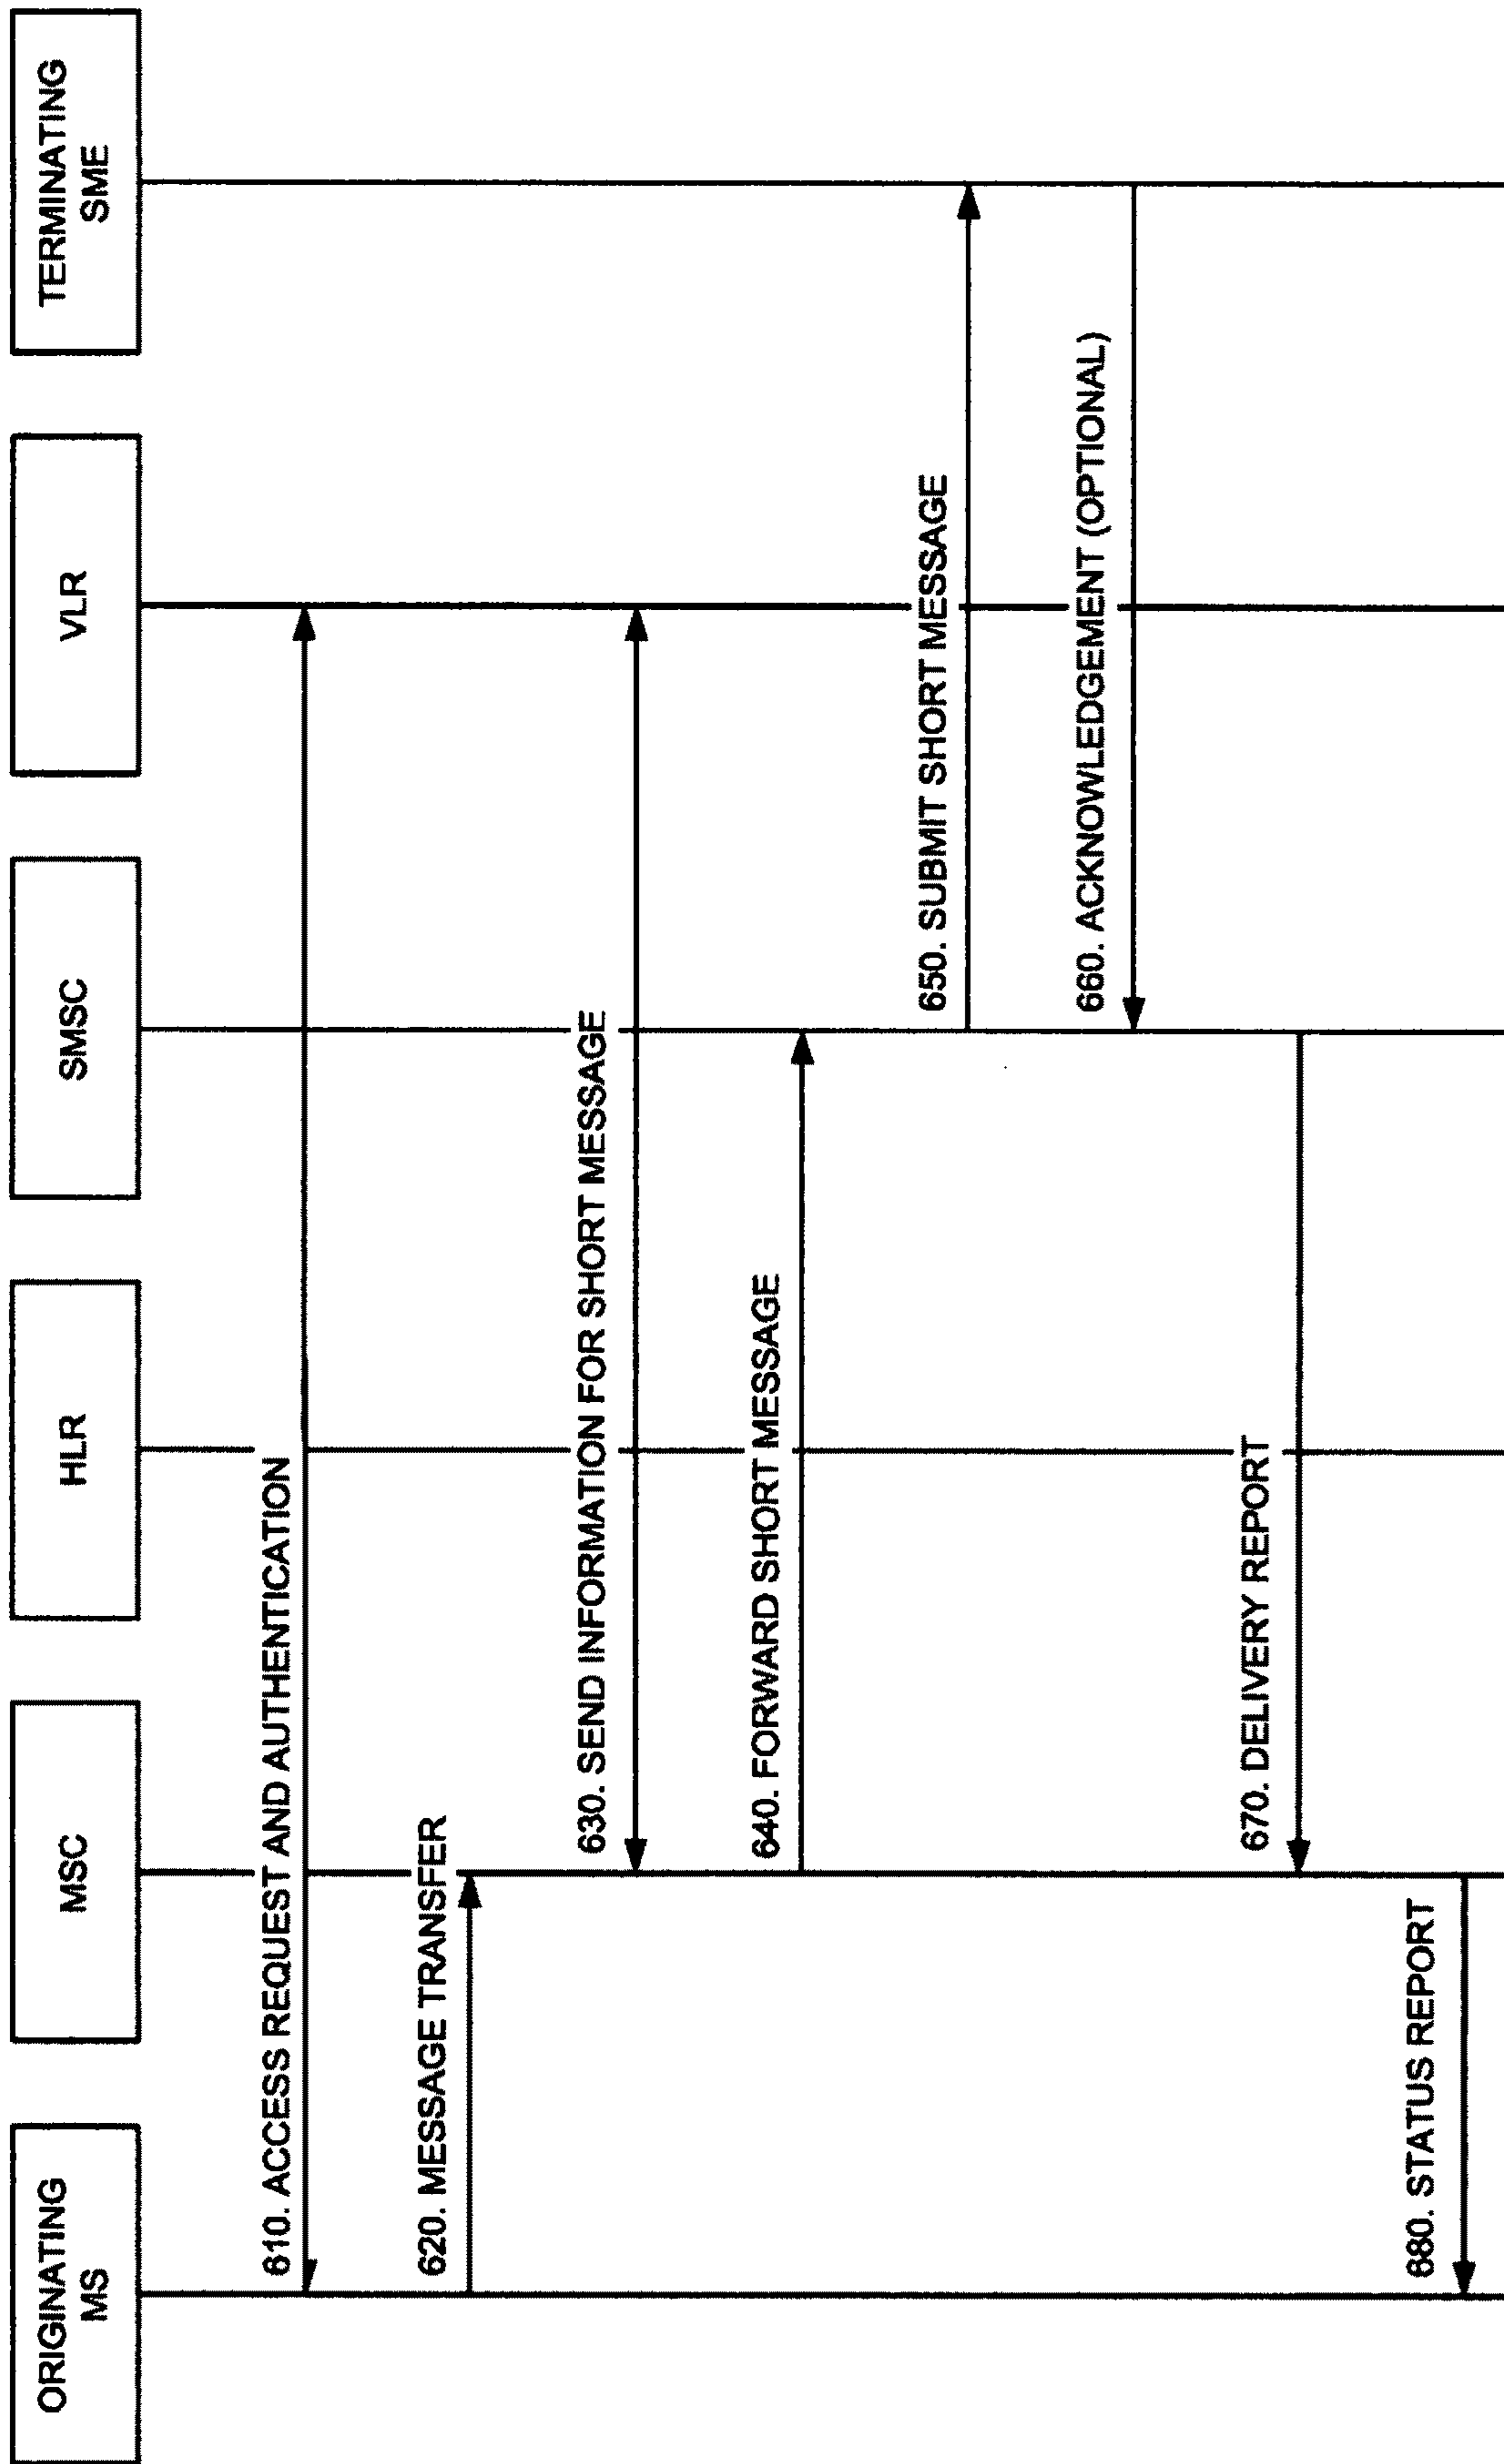 ORIGINATING
MS
MSC
HLR
SMSC
VLR
TERMINATING
SME
610. ACCESS REQUEST AND AUTHENTICATION
620. MESSAGE TRANSFER
630. SEND INFORMATION FOR SHORT MESSAGE
640. FORWARD SHORT MESSAGE
650. SUBMIT SHORT MESSAGE
660. ACKNOWLEDGEMENT (OPTIONAL)
670. DELIVERY REPORT
680. STATUS REPORT